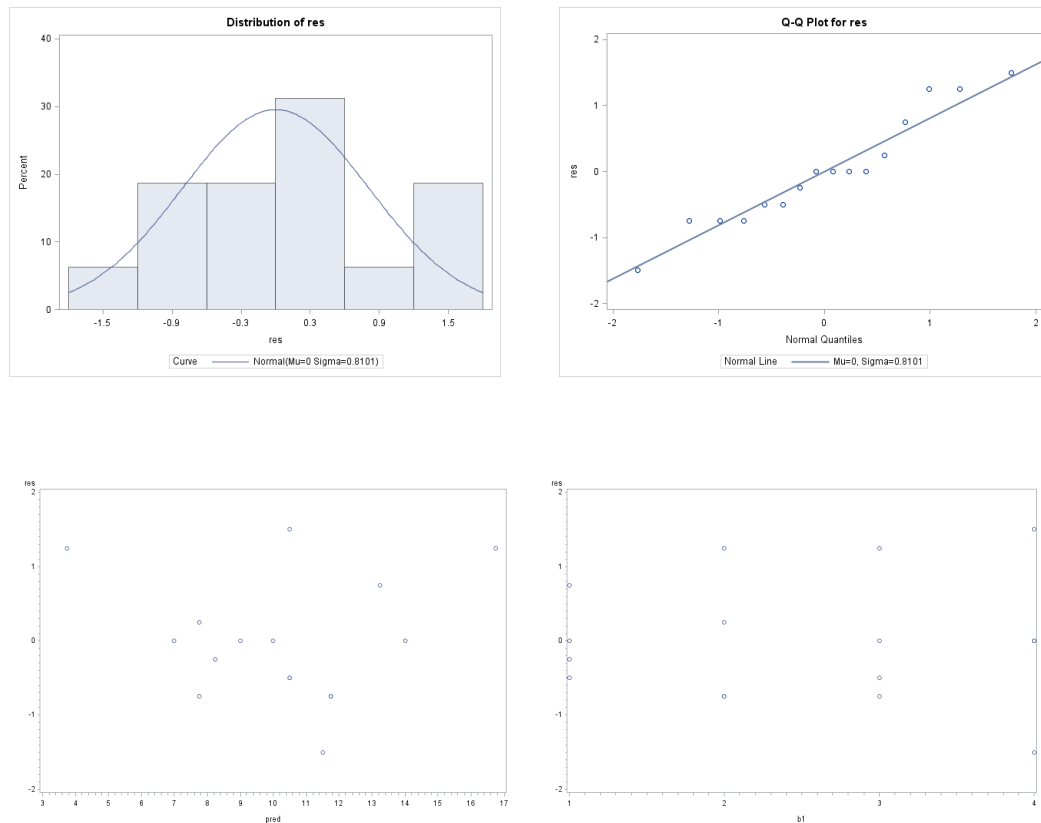 Distribution of res
40
30
20
10
0
Percent
-1.5 -0.9 -0.3 0.3 0.9 1.5
res
Curve Normal(Mu=0 Sigma=0.8101)
Q-Q Plot for res
2
1
0
-1
-2
res
-2 -1 0 1 2
Normal Quantiles
Normal Line Mu=0, Sigma=0.8101
res
2
1
0
-1
-2
3 4 5 6 7 8 9 10 11 12 13 14 15 16 17
pred
res
2
1
0
-1
-2
1 2 3 4
b1